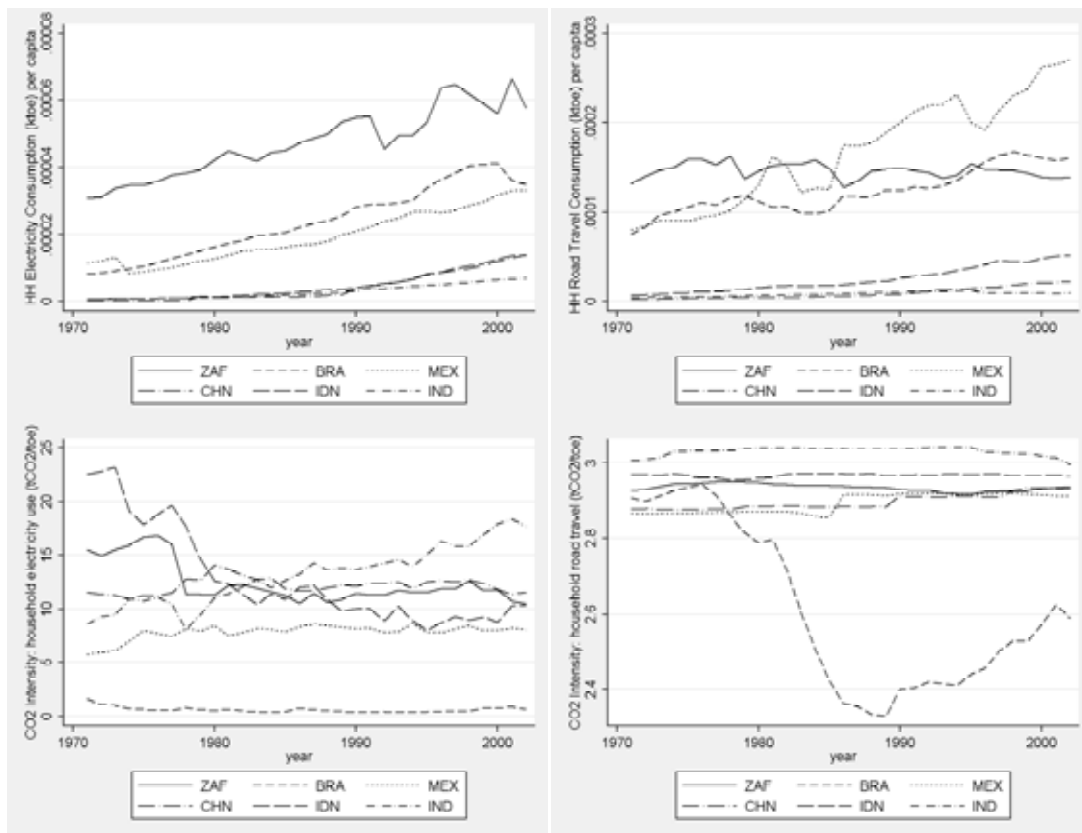 HH Electricity Consumption (ktoe) per capita
0 .00002 .00004 .00006 .00008
1970 1980 1990 2000
year
ZAF BRA MEX
CHN IDN IND
HH Road Travel Consumption (ktoe) per capita
0 .0001 .0002 .0003
1970 1980 1990 2000
year
ZAF BRA MEX
CHN IDN IND
CO2 intensity: household electricity use (tCO2/toe)
0 5 10 15 20 25
1970 1980 1990 2000
year
ZAF BRA MEX
CHN IDN IND
CO2 Intensity: household road travel (tCO2/toe)
2.4 2.6 2.8 3
1970 1980 1990 2000
year
ZAF BRA MEX
CHN IDN IND